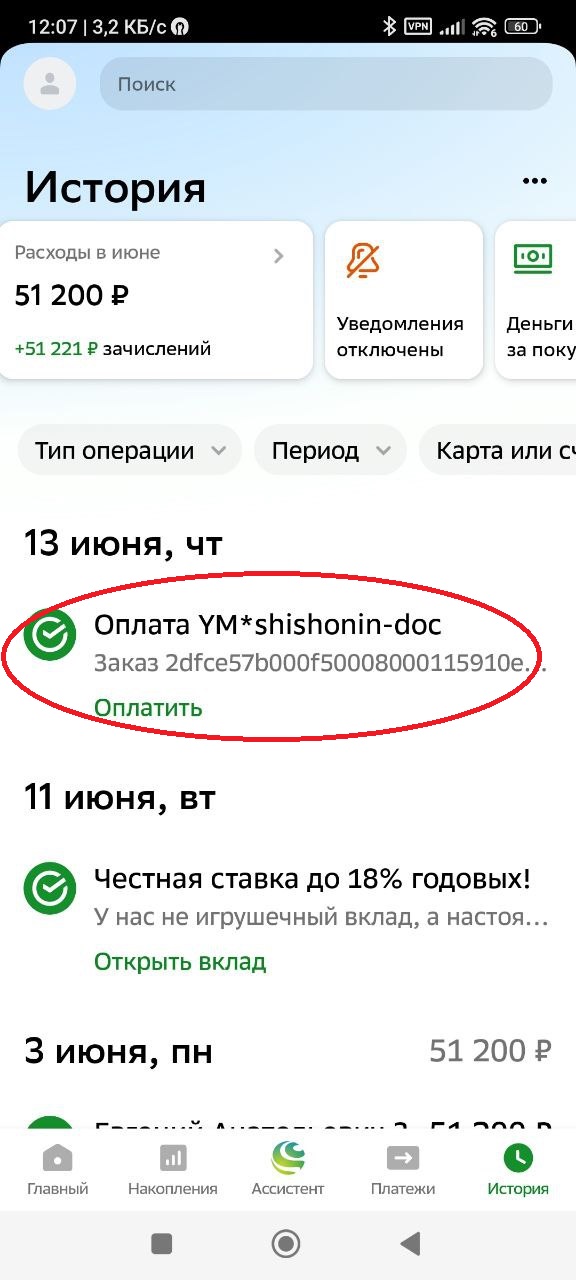 12:07 | 3,2 КБ/с
VPN
6
60
Поиск
История
Расходы в июне
51 200 ₽
+51 221 ₽ зачислений
Уведомления
отключены
Деньги
за поку
Тип операции
Период
Карта или сч
13 июня, чт
Оплата YM*shishonin-doc
Заказ 2dfce57b000f50008000115910e...
Оплатить
11 июня, вт
Честная ставка до 18% годовых!
У нас не игрушечный вклад, а настоя...
Открыть вклад
3 июня, пн
51 200 ₽
Главный
Накопления
Ассистент
Платежи
История